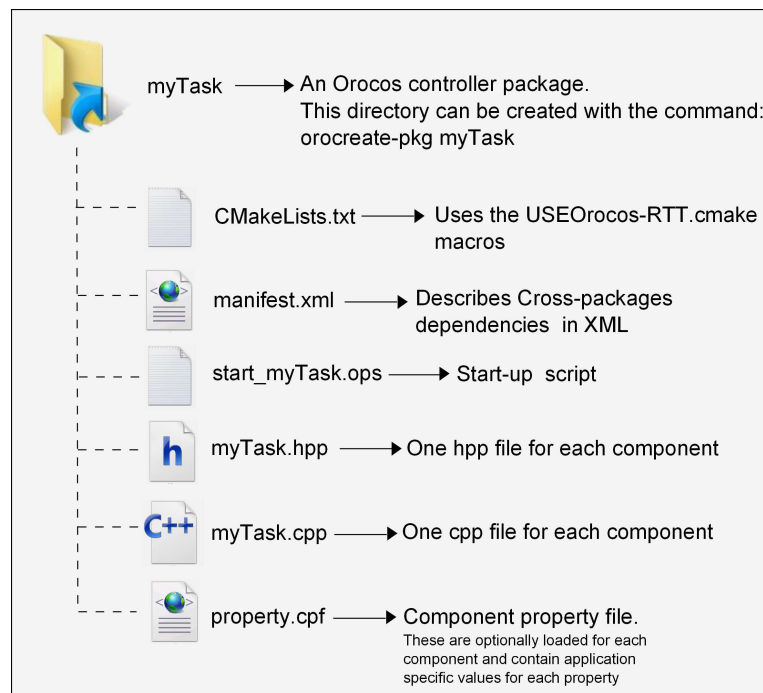 myTask
An Orocos controller package.
This directory can be created with the command:
orocreate-pkg myTask
CMakeLists.txt
Uses the USEOrocos-RTT.cmake
macros
<>
manifest.xml
Describes Cross-packages
dependencies in XML
start_myTask.ops
Start-up script
h
myTask.hpp
One hpp file for each component
C++
myTask.cpp
One cpp file for each component
<>
property.cpf
Component property file.
These are optionally loaded for each
component and contain application
specific values for each property